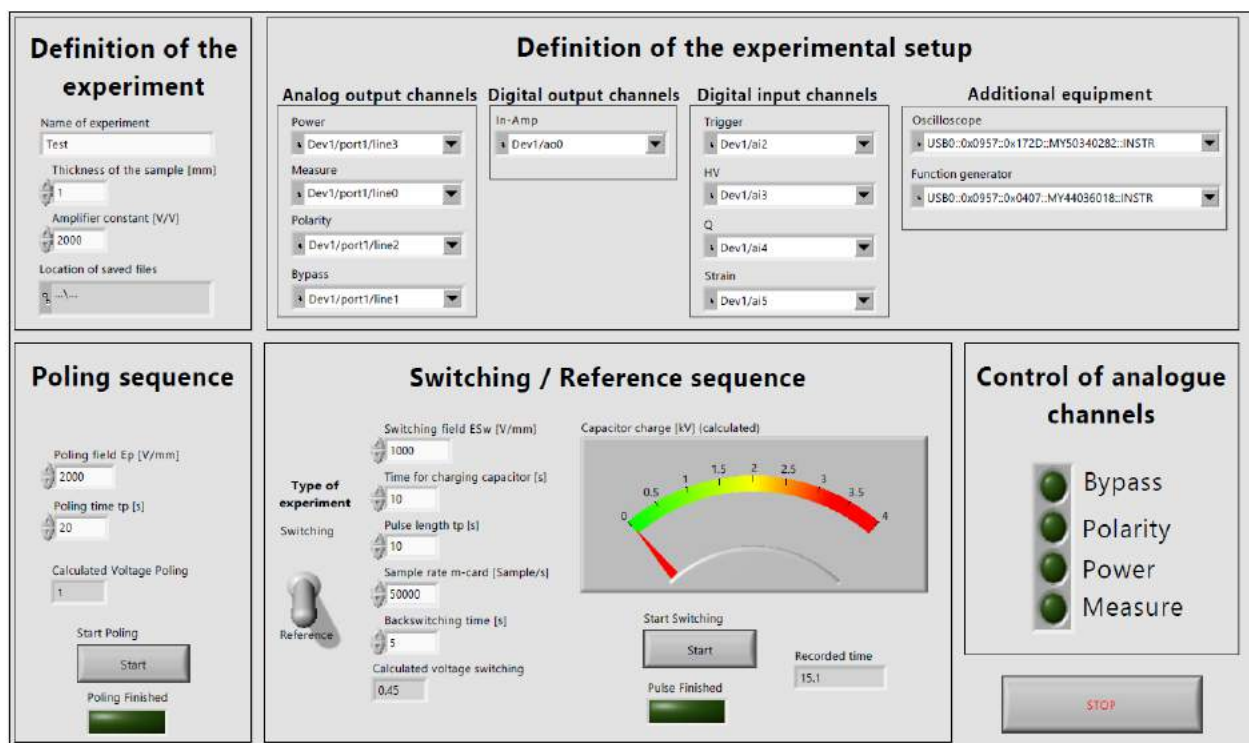 Definition of the
experiment
Name of experiment
Test
Thickness of the sample [mm]
1
Amplifier constant [V/V]
2000
Location of saved files
...\...
Definition of the experimental setup
Analog output channels
Power
Dev1/port1/line3
Measure
Dev1/port1/line0
Polarity
Dev1/port1/line2
Bypass
Dev1/port1/line1
Digital output channels
In-Amp
Dev1/ao0
Digital input channels
Trigger
Dev1/ai2
HV
Dev1/ai3
Q
Dev1/ai4
Strain
Dev1/ai5
Additional equipment
Oscilloscope
USB0::0x0957::0x172D::MY50340282::INSTR
Function generator
USB0::0x0957::0x0407::MY44036018::INSTR
Poling sequence
Poling field Ep [V/mm]
2000
Poling time tp [s]
20
Calculated Voltage Poling
1
Start Poling
Start
Poling Finished
Switching / Reference sequence
Type of
experiment
Switching
Reference
Switching field ESw [V/mm]
1000
Time for charging capacitor [s]
10
Pulse length tp [s]
10
Sample rate m-card [Sample/s]
50000
Backswitching time [s]
5
Calculated voltage switching
0.45
Capacitor charge [kV] (calculated)
0
0.5
1
1.5
2
2.5
3
3.5
4
Start Switching
Start
Pulse Finished
Recorded time
15.1
Control of analogue
channels
Bypass
Polarity
Power
Measure
STOP